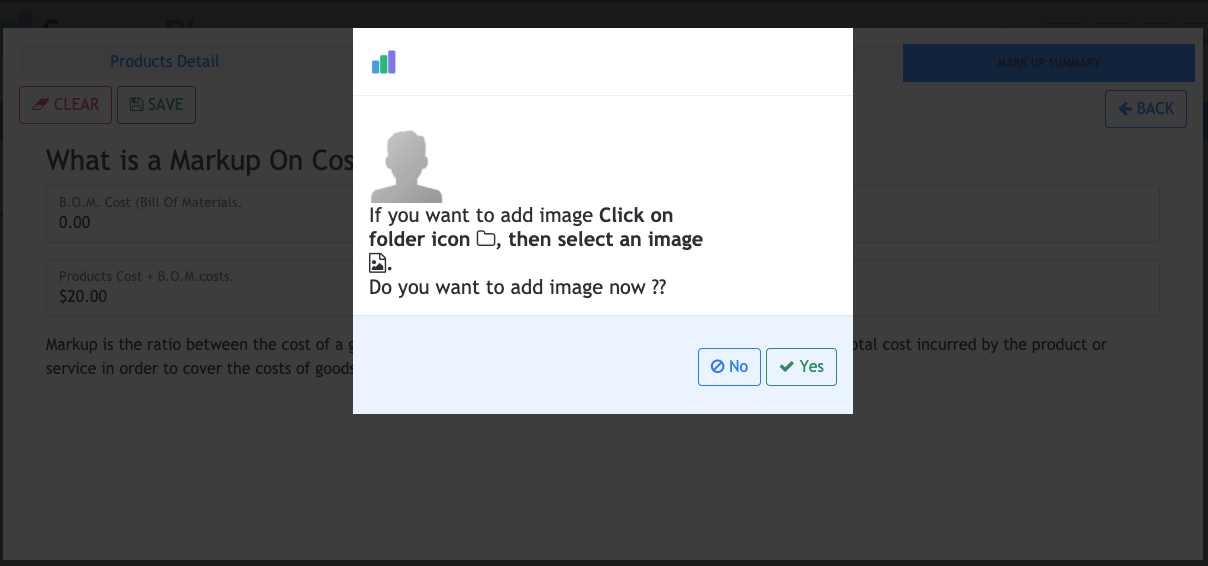 Products Detail
MARK UP SUMMARY
CLEAR
SAVE
BACK
What is a Markup On Cos
B.O.M. Cost (Bill Of Materials.
0.00
Products Cost + B.O.M.costs.
$20.00
Markup is the ratio between the cost of a g
otal cost incurred by the product or
service in order to cover the costs of goods
If you want to add image Click on
folder icon , then select an image
.
Do you want to add image now ??
No
Yes